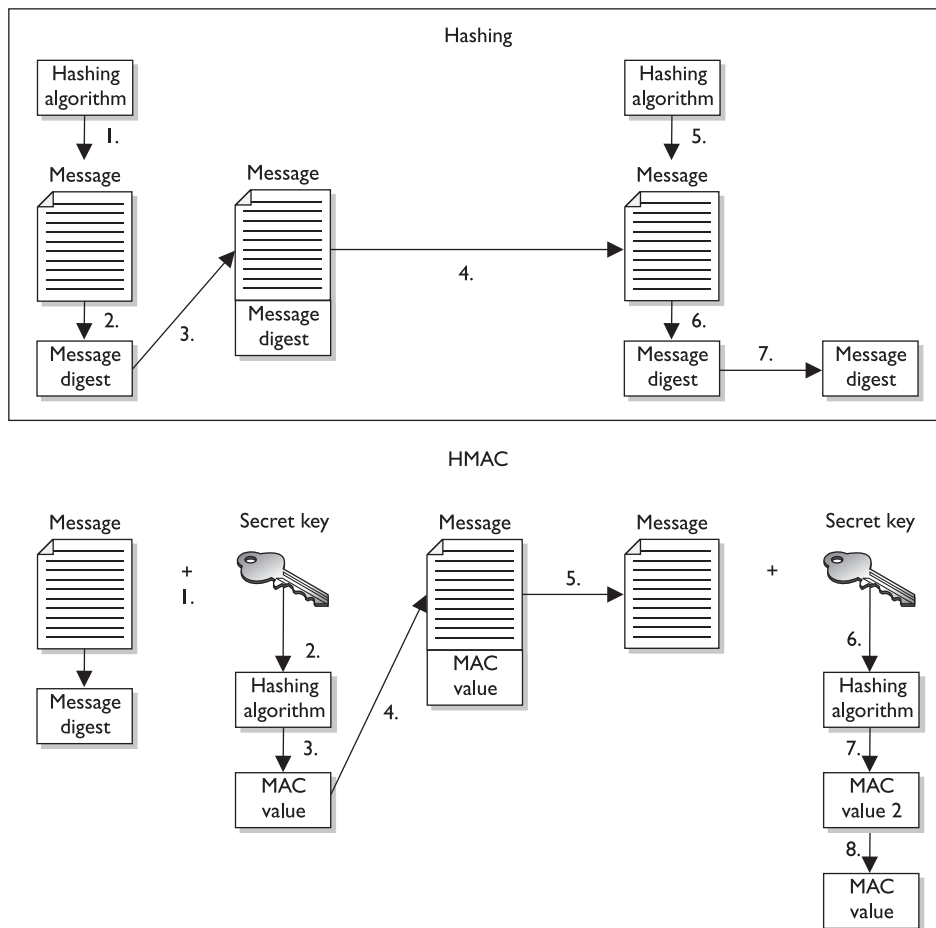 Hashing
Hashing
algorithm
Hashing
algorithm
1.
5.
Message
Message
Message
4.
2.
3.
6.
Message
digest
Message
digest
Message
digest
7.
Message
digest
HMAC
Message
Secret key
Message
Message
Secret key
+
1.
5.
+
2.
6.
Message
digest
Hashing
algorithm
MAC
value
4.
Hashing
algorithm
3.
7.
MAC
value
MAC
value 2
8.
MAC
value